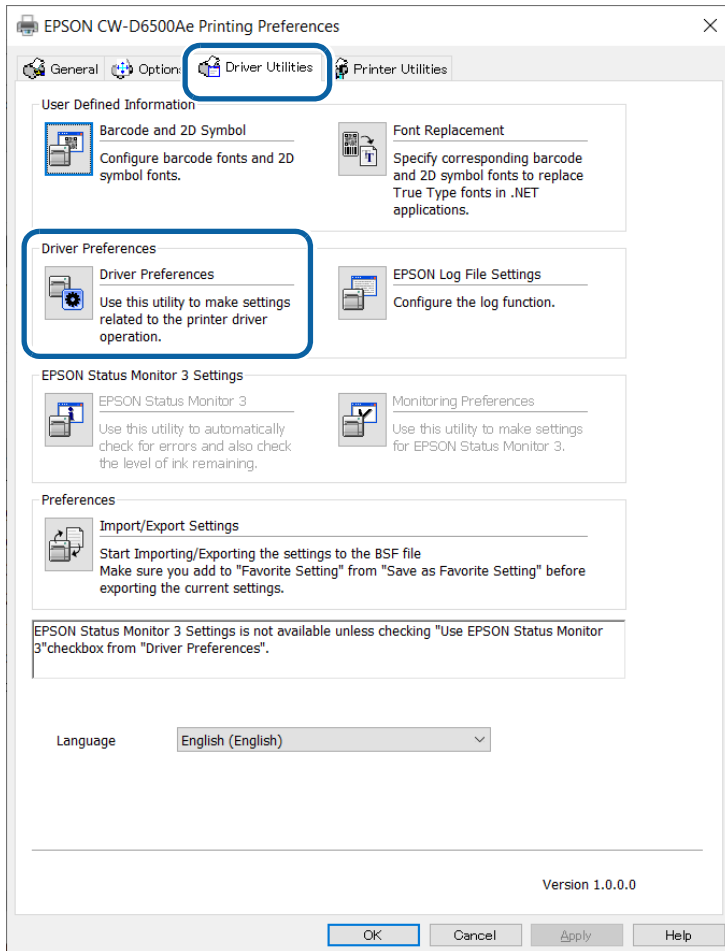 EPSON CW-D6500Ae Printing Preferences
General
Option
Driver Utilities
Printer Utilities
User Defined Information
Barcode and 2D Symbol
Configure barcode fonts and 2D
symbol fonts.
Font Replacement
Specify corresponding barcode
and 2D symbol fonts to replace
True Type fonts in .NET
applications.
Driver Preferences
Driver Preferences
Use this utility to make settings
related to the printer driver
operation.
EPSON Log File Settings
Configure the log function.
EPSON Status Monitor 3 Settings
EPSON Status Monitor 3
Use this utility to automatically
check for errors and also check
the level of ink remaining.
Monitoring Preferences
Use this utility to make settings
for EPSON Status Monitor 3.
Preferences
Import/Export Settings
Start Importing/Exporting the settings to the BSF file
Make sure you add to "Favorite Setting" from "Save as Favorite Setting" before
exporting the current settings.
EPSON Status Monitor 3 Settings is not available unless checking "Use EPSON Status Monitor
3"checkbox from "Driver Preferences".
Language
English (English)
Version 1.0.0.0
OK
Cancel
Apply
Help